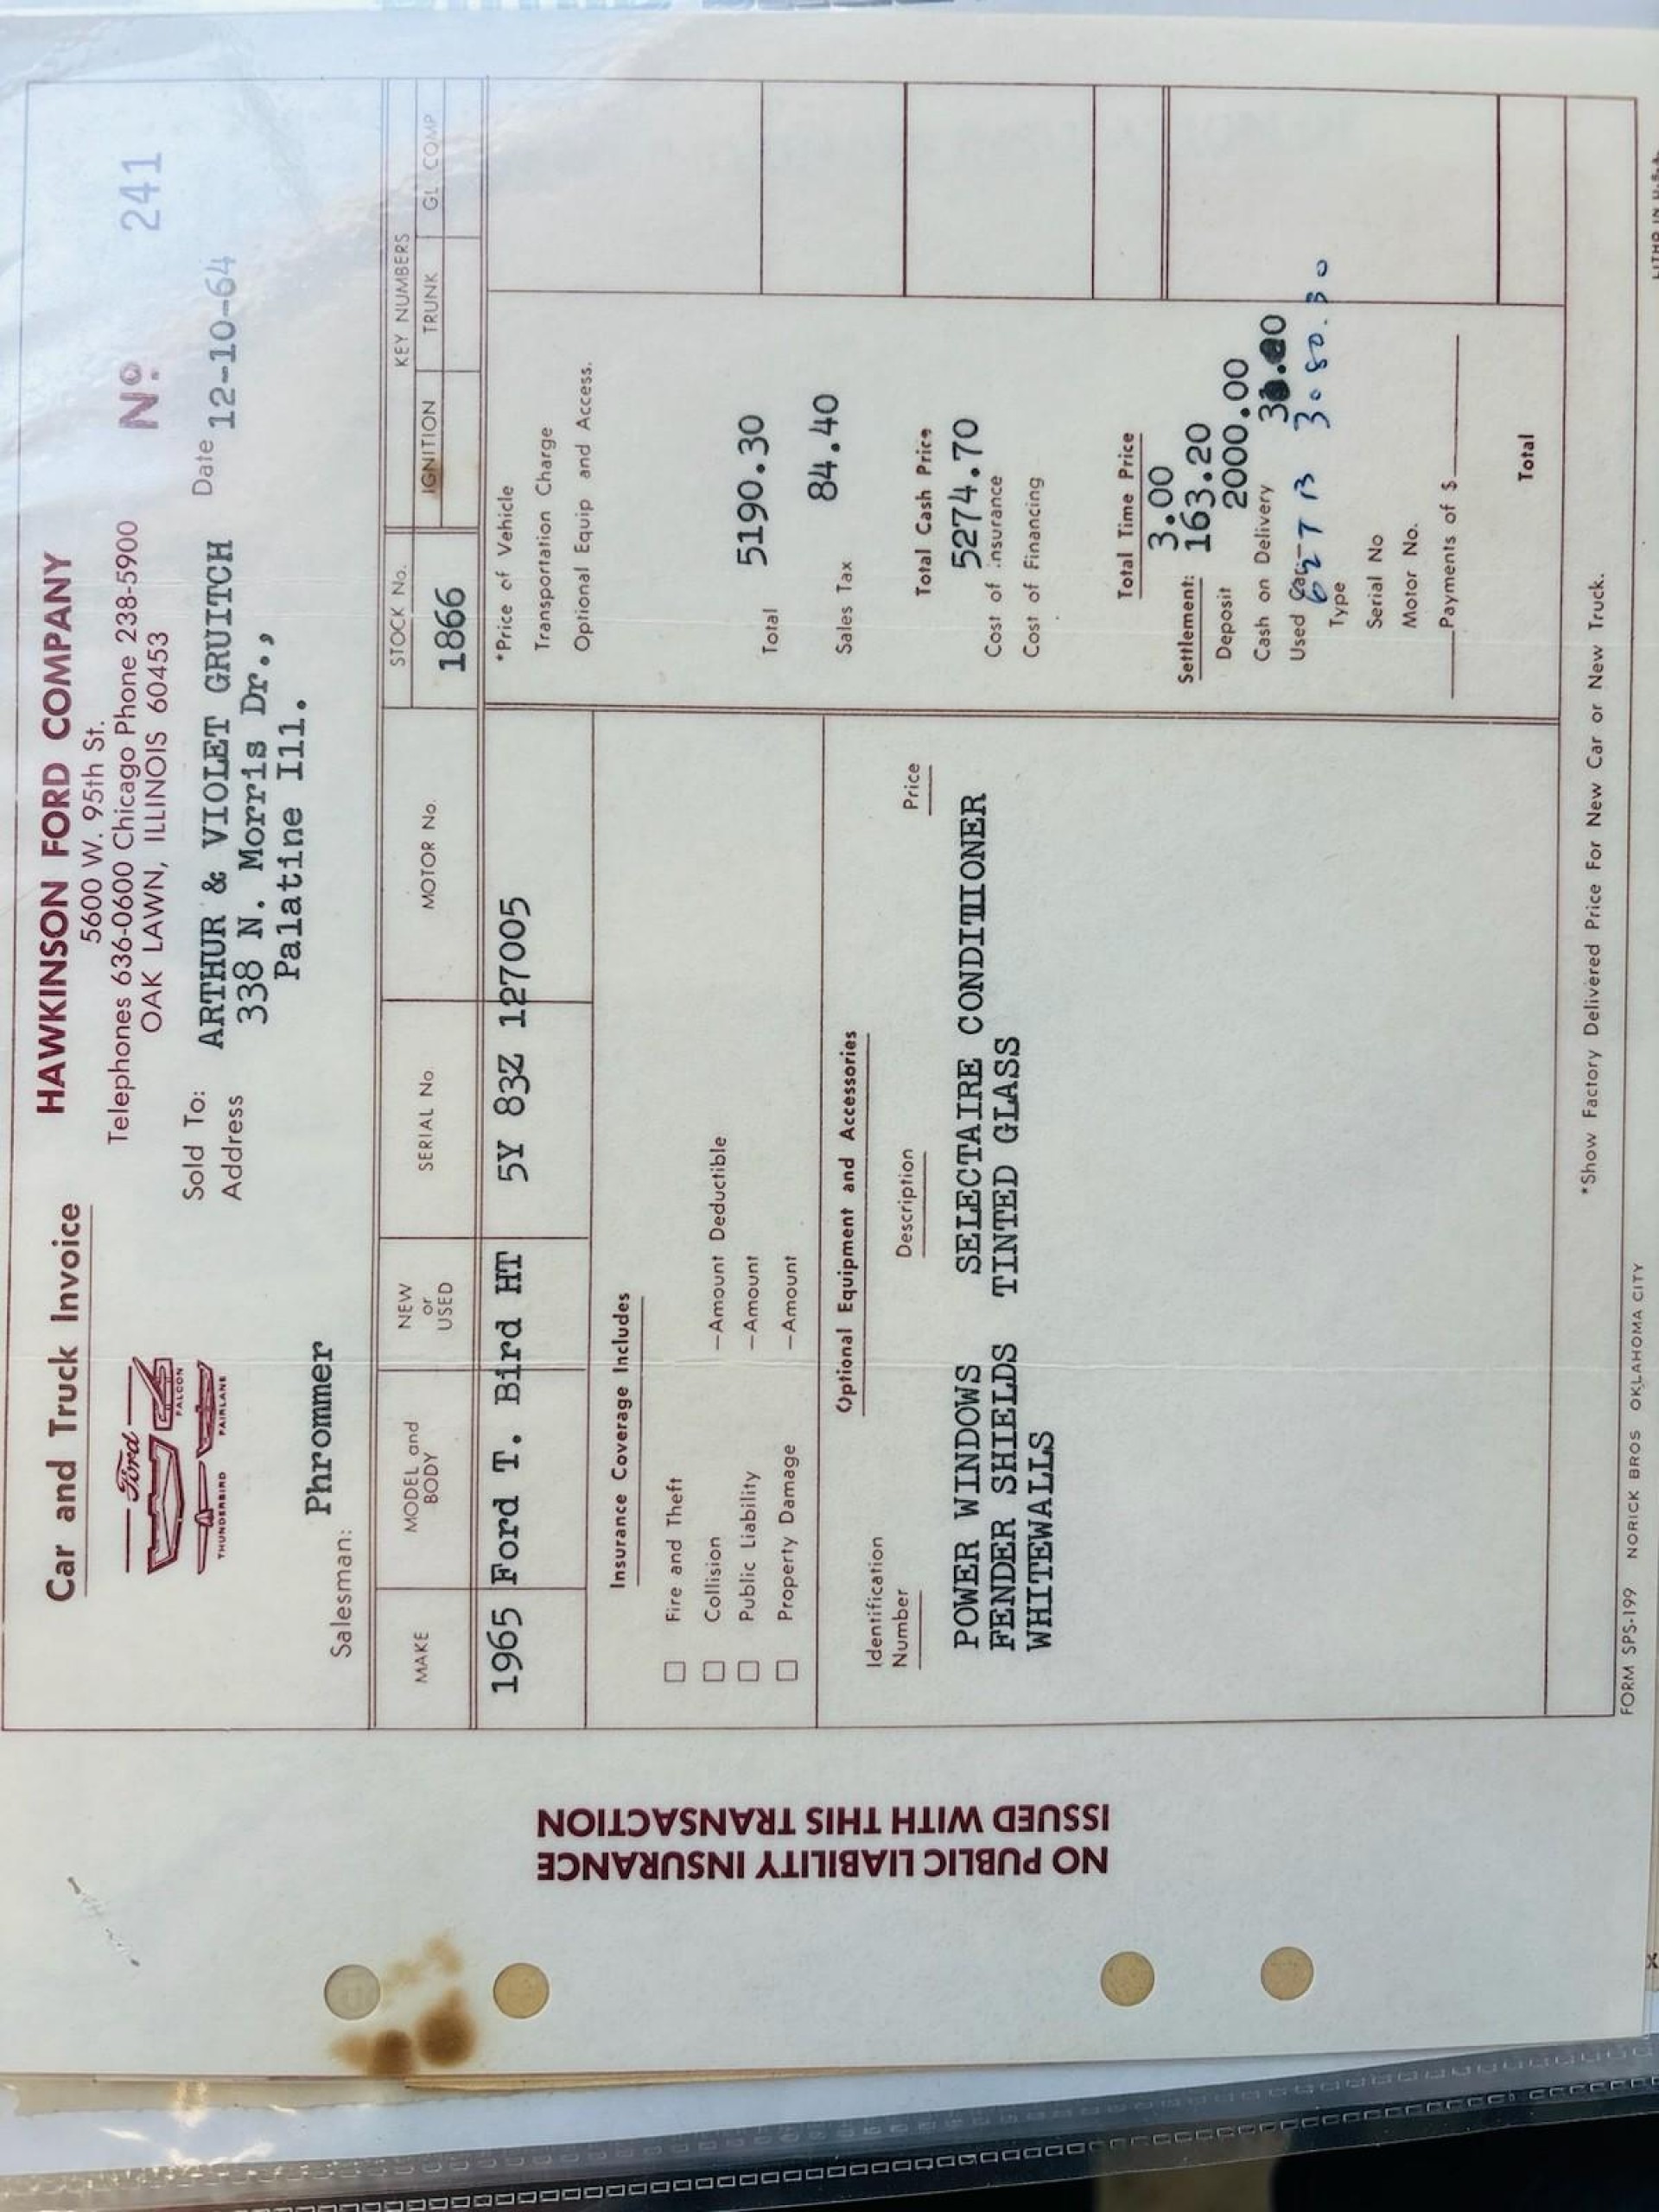 Car and Truck Invoice
HAWKINSON FORD COMPANY
5600 W. 95th St.
Telephones 636-0600 Chicago Phone 238-5900
OAK LAWN, ILLINOIS 60453
Nº 241
Ford
FALCON
THUNDERBIRD FAIRLANE
Sold To: ARTHUR & VIOLET GRUITCH Date 12-10-64
Address 338 N. Morris Dr.,
Palatine Ill.
Salesman: Phrommer
MAKE MODEL and BODY NEW or USED SERIAL No. MOTOR No. STOCK No. KEY NUMBERS
IGNITION TRUNK GL. COMP
1866
1965 Ford T. Bird HT 5Y 83Z 127005
Insurance Coverage Includes
Fire and Theft
Collision —Amount Deductible
Public Liability —Amount
Property Damage —Amount
Optional Equipment and Accessories
Identification Number Description Price
POWER WINDOWS SELECTAIRE CONDITIONER
FENDER SHIELDS TINTED GLASS
WHITEWALLS
*Price of Vehicle
Transportation Charge
Optional Equip and Access.
Total 5190.30
Sales Tax 84.40
Total Cash Price
5274.70
Cost of Insurance
Cost of Financing
Total Time Price
3.00
Settlement: 163.20
Deposit 2000.00
Cash on Delivery
Used Car— 62 TB 3080.30
Type
Serial No
Motor No.
Payments of $
Total
*Show Factory Delivered Price For New Car or New Truck.
FORM SPS-199 NORICK BROS OKLAHOMA CITY
LITHO IN U.S.A.
NO PUBLIC LIABILITY INSURANCE
ISSUED WITH THIS TRANSACTION